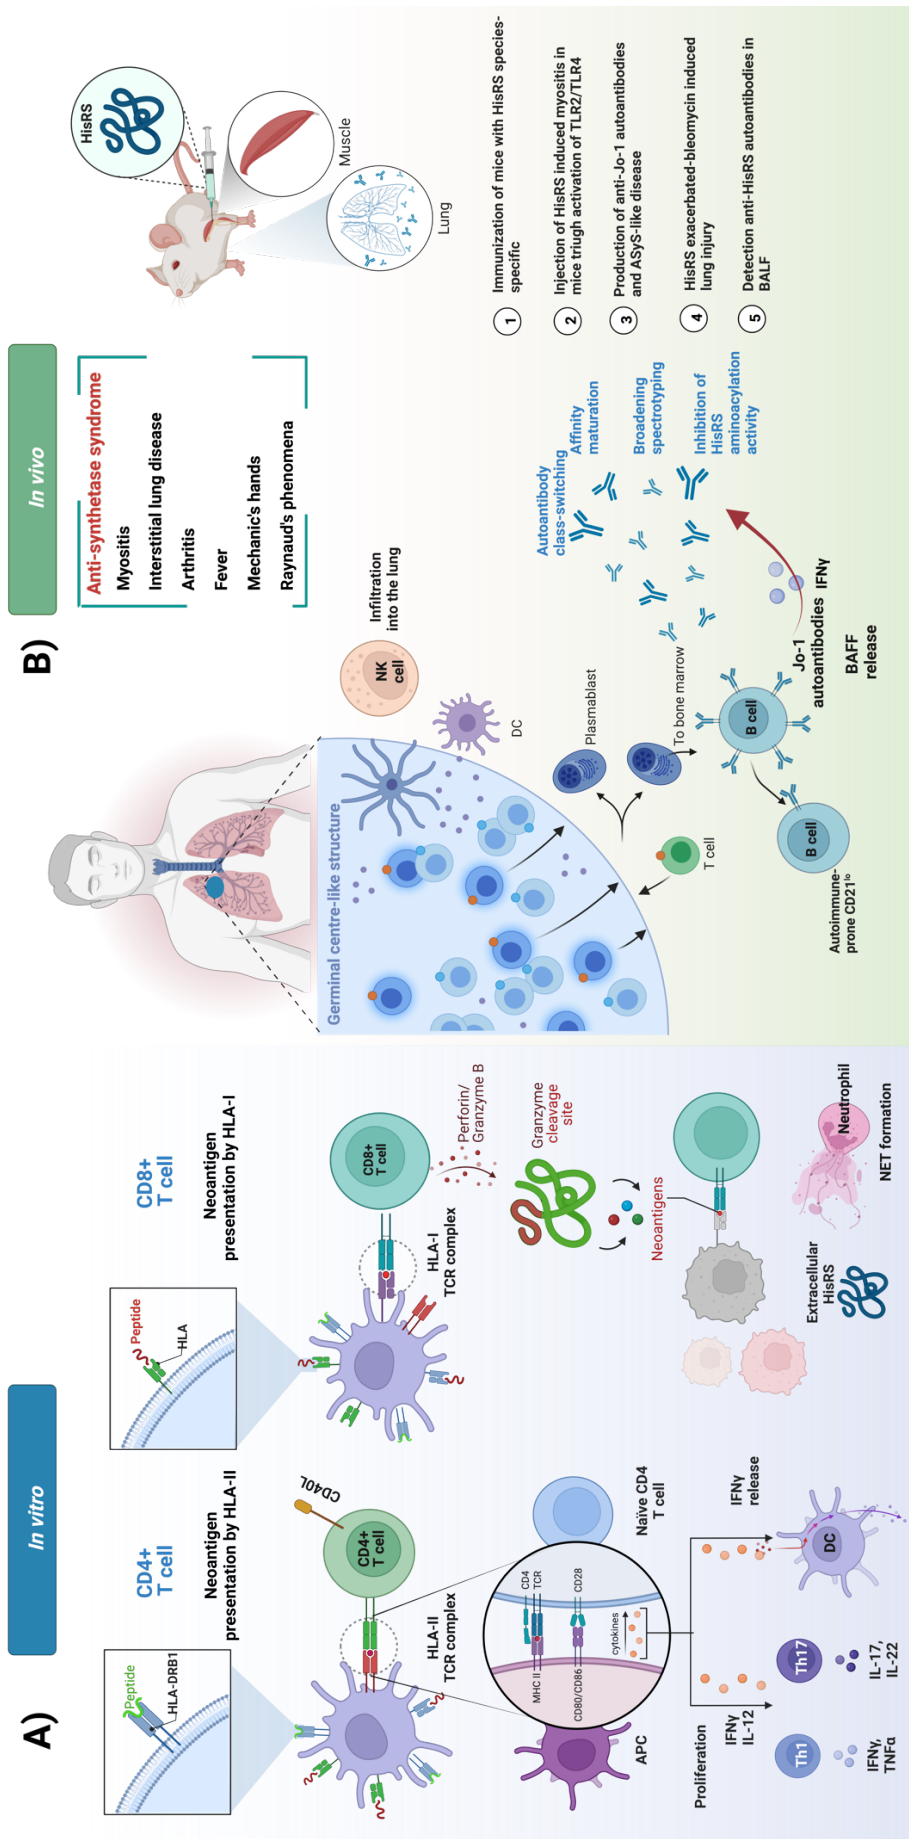 A)
In vitro
CD4+
T cell
Neoantigen
presentation by HLA-II
Peptide
HLA-DRB1
CD40L
CD4+
T cell
HLA-II
TCR complex
APC
MHC II
CD4
TCR
CD80/CD86
CD28
cytokines
Naïve CD4
T cell
Proliferation
IFNγ
IL-12
IFNγ
release
Th1
IFNγ,
TNFα
Th17
IL-17,
IL-22
DC
CD8+
T cell
Neoantigen
presentation by HLA-I
Peptide
HLA
CD8+
T cell
HLA-I
TCR complex
Perforin/
Granzyme B
Granzyme
cleavage
site
Neoantigens
Extracellular
HisRS
Neutrophil
NET formation
B)
In vivo
Anti-synthetase syndrome
Myositis
Interstitial lung disease
Arthritis
Fever
Mechanic's hands
Raynaud's phenomena
HisRS
Muscle
Lung
Germinal centre-like structure
NK
cell
Infiltration
into the lung
DC
Plasmablast
To bone marrow
T cell
B cell
B cell
Autoimmune-
prone CD21lo
Jo-1
autoantibodies
IFNγ
BAFF
release
Autoantibody
class-switching
Affinity
maturation
Broadening
spectrotyping
Inhibition of
HisRS
aminoacylation
activity
1
Immunization of mice with HisRS species-
specific
2
Injection of HisRS induced myositis in
mice triugh activation of TLR2/TLR4
3
Production of anti-Jo-1 autoantibodies
and ASyS-like disease
4
HisRS exacerbated-bleomycin induced
lung injury
5
Detection anti-HisRS autoantibodies in
BALF